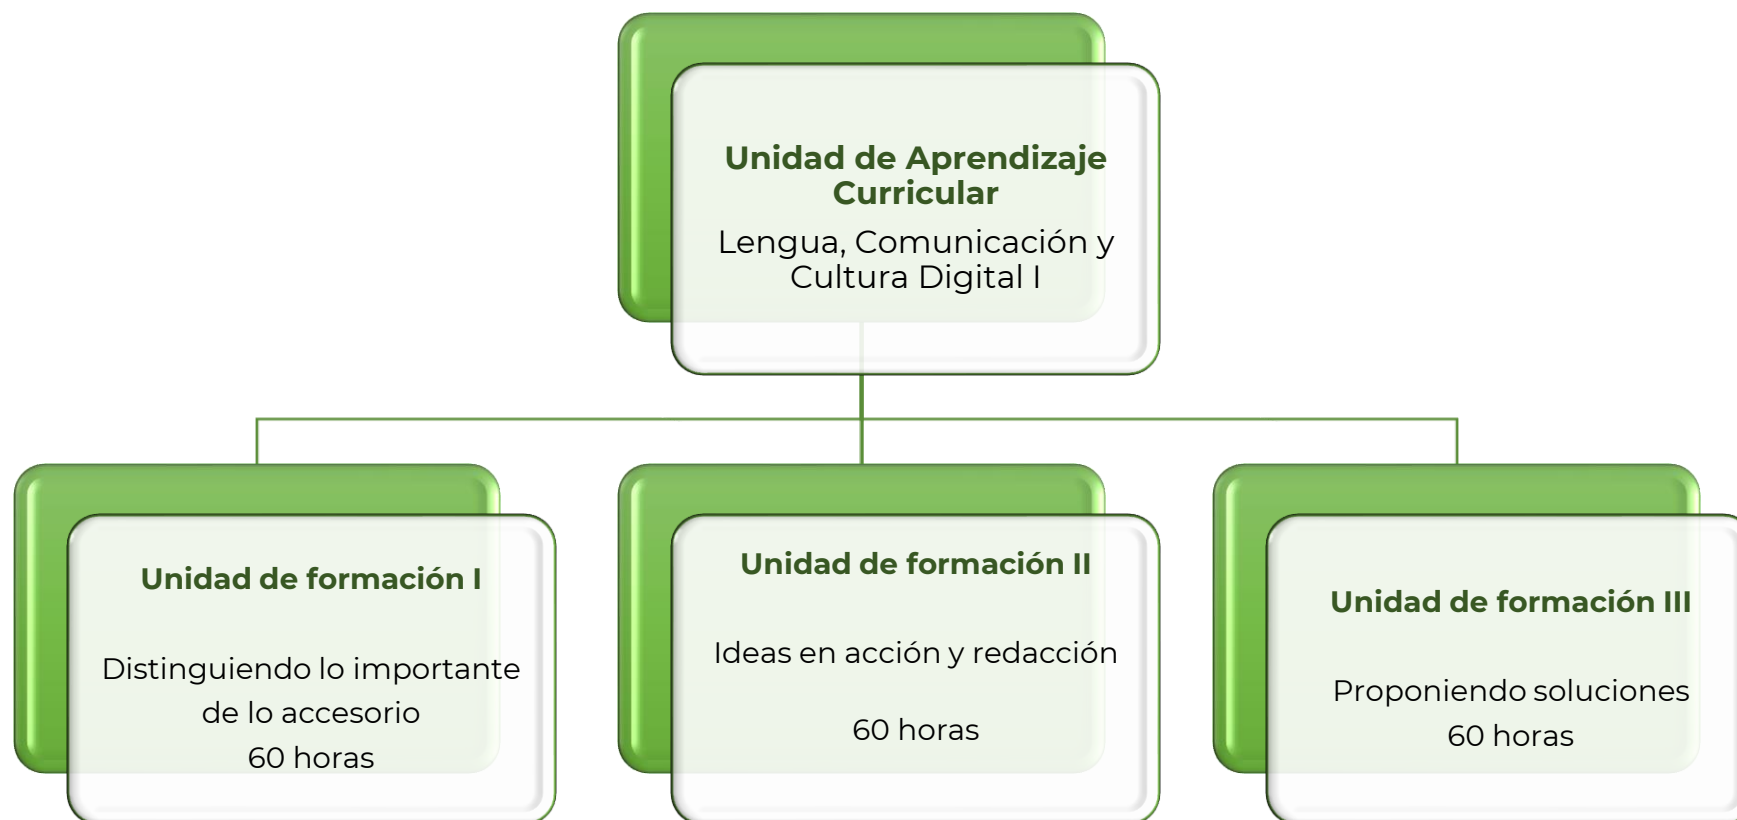 Unidad de Aprendizaje
Curricular
Lengua, Comunicación y
Cultura Digital I
Unidad de formación I
Distinguiendo lo importante
de lo accesorio
60 horas
Unidad de formación II
Ideas en acción y redacción
60 horas
Unidad de formación III
Proponiendo soluciones
60 horas